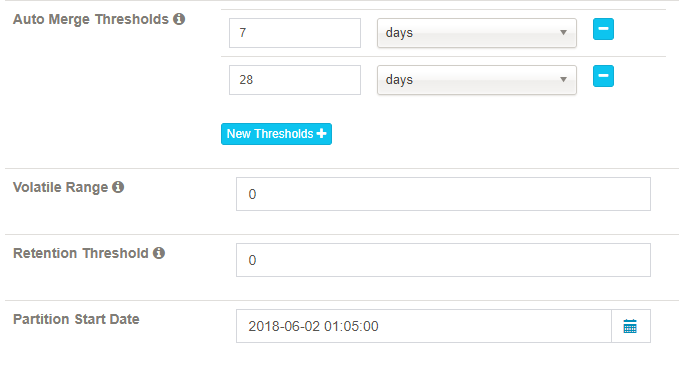 Auto Merge Thresholds
7 days
28 days
New Thresholds
Volatile Range
0
Retention Threshold
0
Partition Start Date
2018-06-02 01:05:00